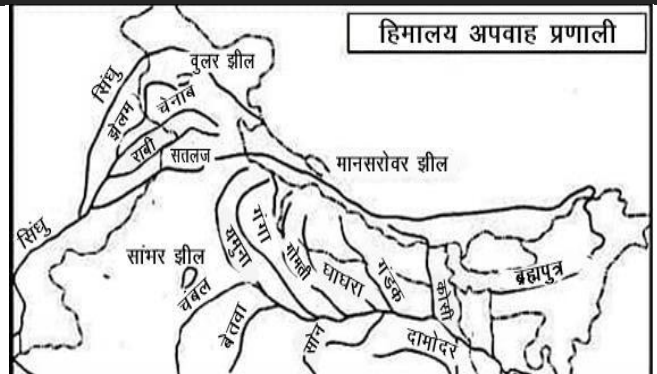 हिमालय अपवाह प्रणाली
वुलर झील
सिंधु
चेनाब
झेलम
राबी
सतलज
मानसरोवर झील
सिंधु
सांभर झील
यमुना
गंगा
गोमती
घाघरा
गंडक
कोसी
ब्रह्मपुत्र
चंबल
बेतवा
सोन
दामोदर